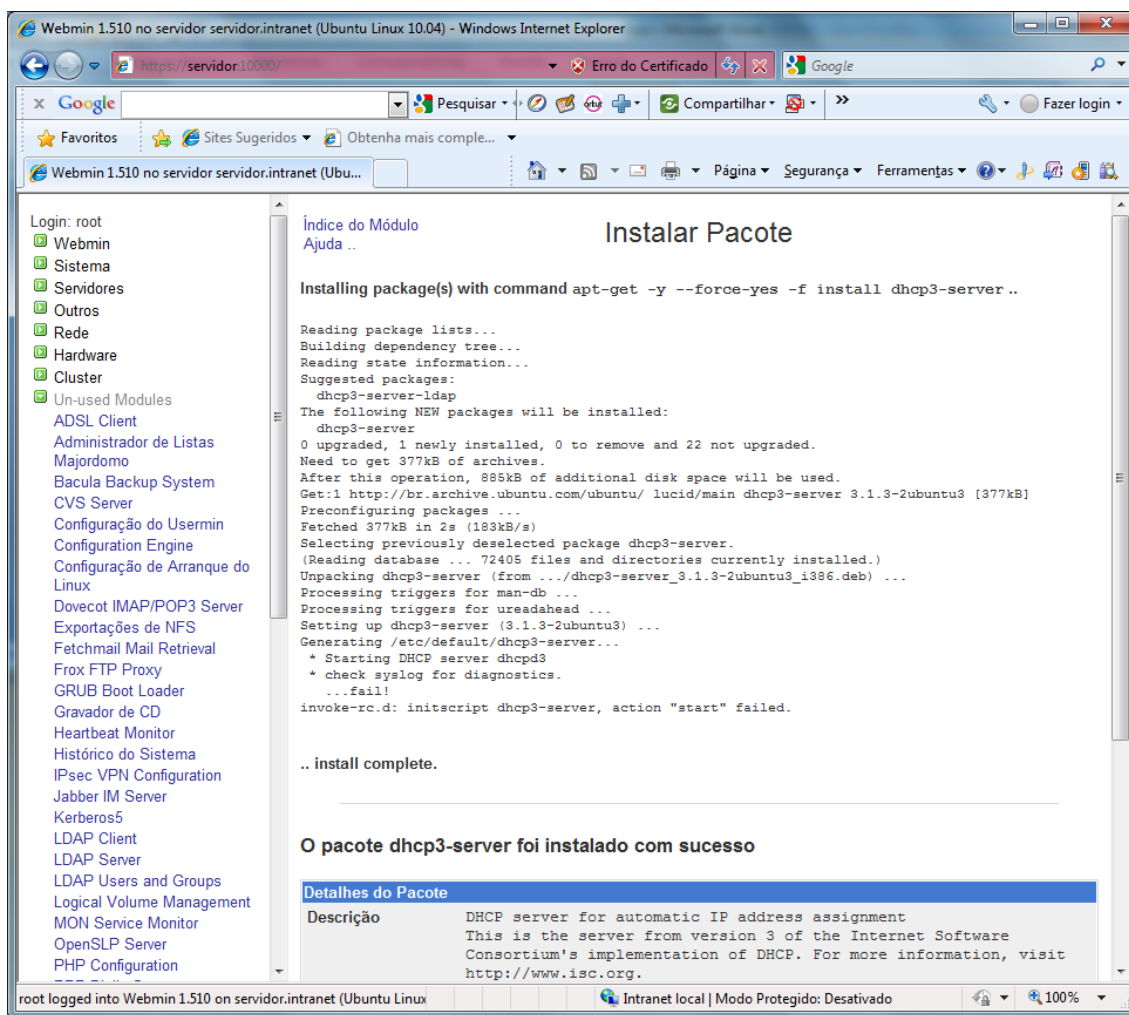 Webmin 1.510 no servidor servidor.intranet (Ubuntu Linux 10.04) - Windows Internet Explorer
https://servidor:10000/
Erro do Certificado
Google
x Google
Pesquisar
orkut
Compartilhar
»
Fazer login
Favoritos
Sites Sugeridos
Obtenha mais comple...
Webmin 1.510 no servidor servidor.intranet (Ubu...
Página
Segurança
Ferramentas
Login: root
Webmin
Sistema
Servidores
Outros
Rede
Hardware
Cluster
Un-used Modules
ADSL Client
Administrador de Listas
Majordomo
Bacula Backup System
CVS Server
Configuração do Usermin
Configuration Engine
Configuração de Arranque do
Linux
Dovecot IMAP/POP3 Server
Exportações de NFS
Fetchmail Mail Retrieval
Frox FTP Proxy
GRUB Boot Loader
Gravador de CD
Heartbeat Monitor
Histórico do Sistema
IPsec VPN Configuration
Jabber IM Server
Kerberos5
LDAP Client
LDAP Server
LDAP Users and Groups
Logical Volume Management
MON Service Monitor
OpenSLP Server
PHP Configuration
Índice do Módulo
Ajuda ..
Instalar Pacote
Installing package(s) with command apt-get -y --force-yes -f install dhcp3-server ..
Reading package lists...
Building dependency tree...
Reading state information...
Suggested packages:
dhcp3-server-ldap
The following NEW packages will be installed:
dhcp3-server
0 upgraded, 1 newly installed, 0 to remove and 22 not upgraded.
Need to get 377kB of archives.
After this operation, 885kB of additional disk space will be used.
Get:1 http://br.archive.ubuntu.com/ubuntu/ lucid/main dhcp3-server 3.1.3-2ubuntu3 [377kB]
Preconfiguring packages ...
Fetched 377kB in 2s (183kB/s)
Selecting previously deselected package dhcp3-server.
(Reading database ... 72405 files and directories currently installed.)
Unpacking dhcp3-server (from .../dhcp3-server_3.1.3-2ubuntu3_i386.deb) ...
Processing triggers for man-db ...
Processing triggers for ureadahead ...
Setting up dhcp3-server (3.1.3-2ubuntu3) ...
Generating /etc/default/dhcp3-server...
* Starting DHCP server dhcpd3
* check syslog for diagnostics.
...fail!
invoke-rc.d: initscript dhcp3-server, action "start" failed.
.. install complete.
O pacote dhcp3-server foi instalado com sucesso
Detalhes do Pacote
Descrição
DHCP server for automatic IP address assignment
This is the server from version 3 of the Internet Software
Consortium's implementation of DHCP. For more information, visit
http://www.isc.org.
root logged into Webmin 1.510 on servidor.intranet (Ubuntu Linux
Intranet local | Modo Protegido: Desativado
100%